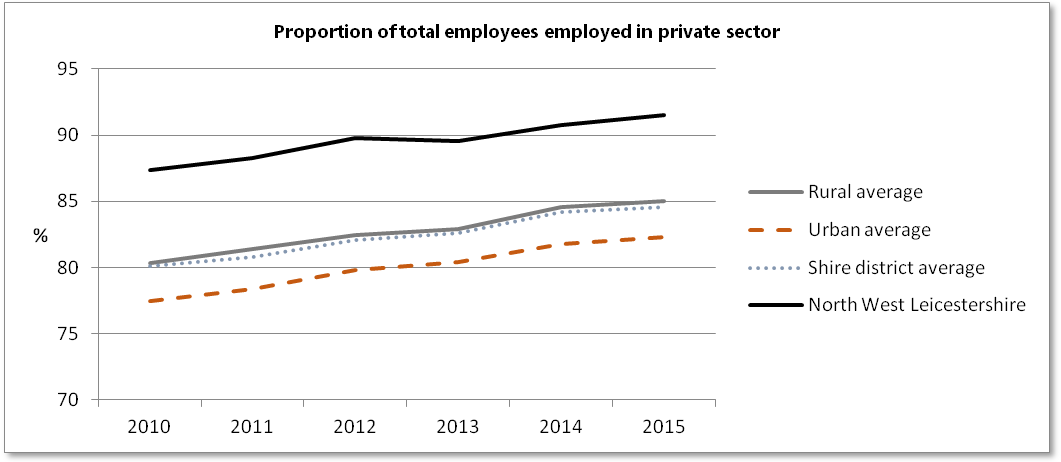 Proportion of total employees employed in private sector
95
90
85
%
80
75
70
2010 2011 2012 2013 2014 2015
Rural average
Urban average
Shire district average
North West Leicestershire